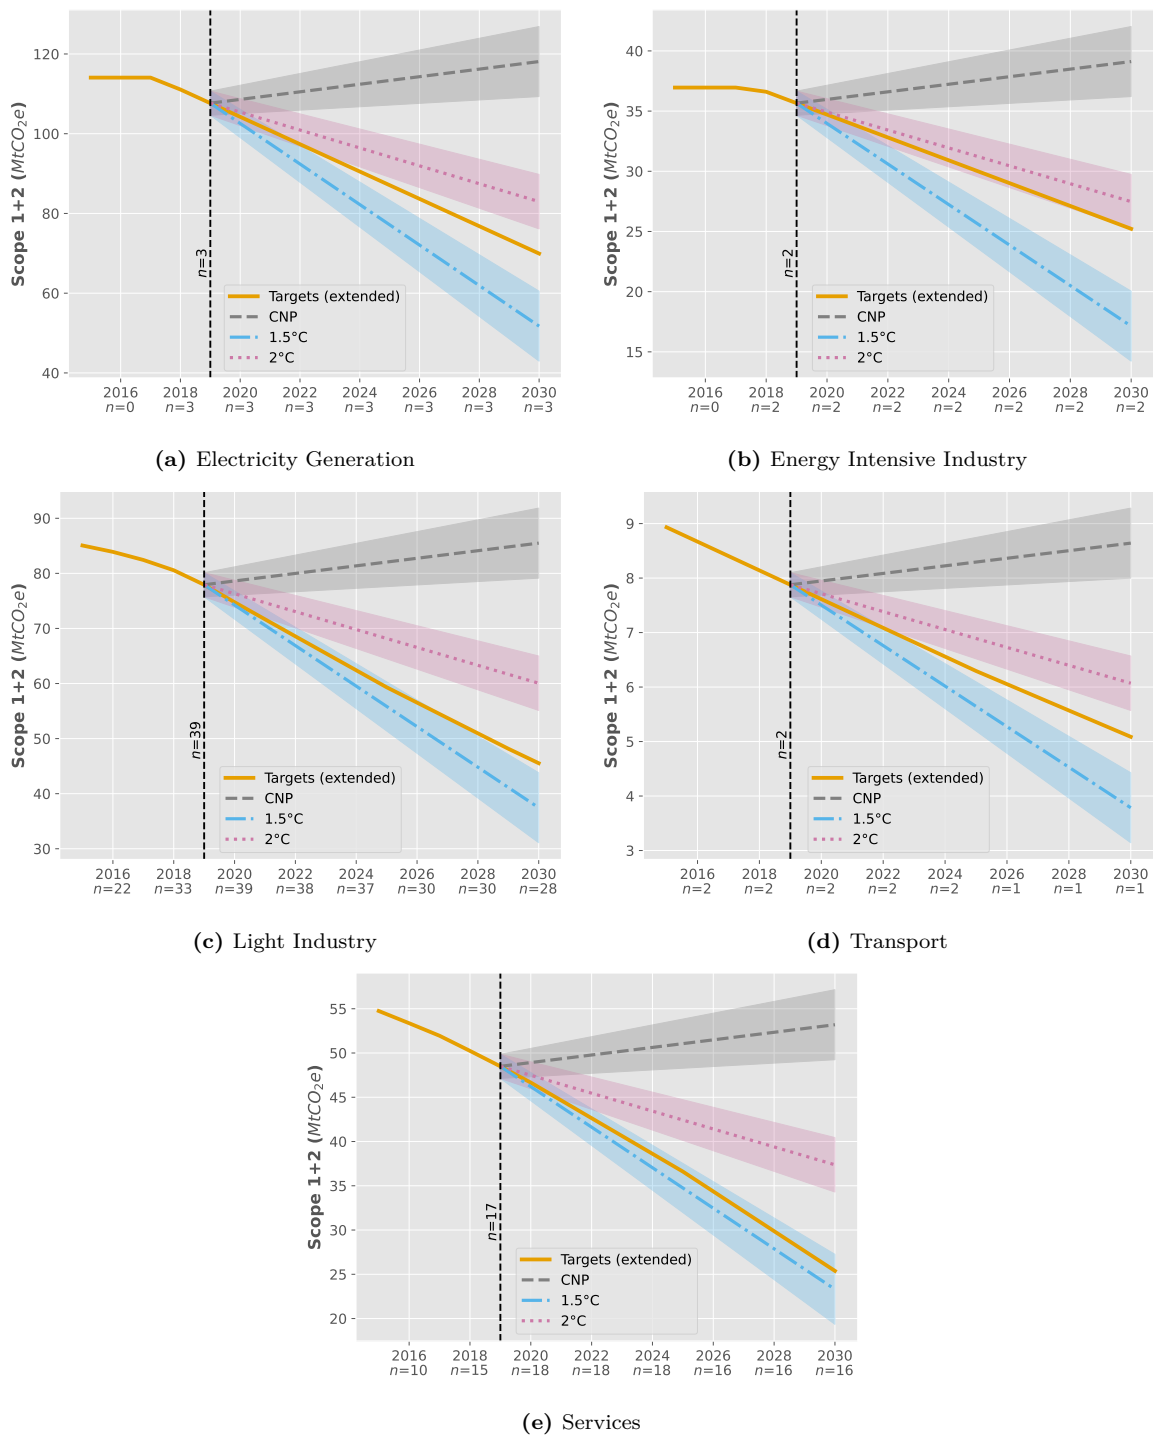 120
100
80
60
40
Scope 1+2 (MtCO2e)
n=3
Targets (extended)
CNP
1.5°C
2°C
2016 2018 2020 2022 2024 2026 2028 2030
n=0 n=3 n=3 n=3 n=3 n=3 n=3 n=3
(a) Electricity Generation
40
35
30
25
20
15
Scope 1+2 (MtCO2e)
n=2
Targets (extended)
CNP
1.5°C
2°C
2016 2018 2020 2022 2024 2026 2028 2030
n=0 n=2 n=2 n=2 n=2 n=2 n=2 n=2
(b) Energy Intensive Industry
90
80
70
60
50
40
30
Scope 1+2 (MtCO2e)
n=39
Targets (extended)
CNP
1.5°C
2°C
2016 2018 2020 2022 2024 2026 2028 2030
n=22 n=33 n=39 n=38 n=37 n=30 n=30 n=28
(c) Light Industry
9
8
7
6
5
4
3
Scope 1+2 (MtCO2e)
n=2
Targets (extended)
CNP
1.5°C
2°C
2016 2018 2020 2022 2024 2026 2028 2030
n=2 n=2 n=2 n=2 n=2 n=1 n=1 n=1
(d) Transport
55
50
45
40
35
30
25
20
Scope 1+2 (MtCO2e)
n=17
Targets (extended)
CNP
1.5°C
2°C
2016 2018 2020 2022 2024 2026 2028 2030
n=10 n=15 n=18 n=18 n=18 n=16 n=16 n=16
(e) Services